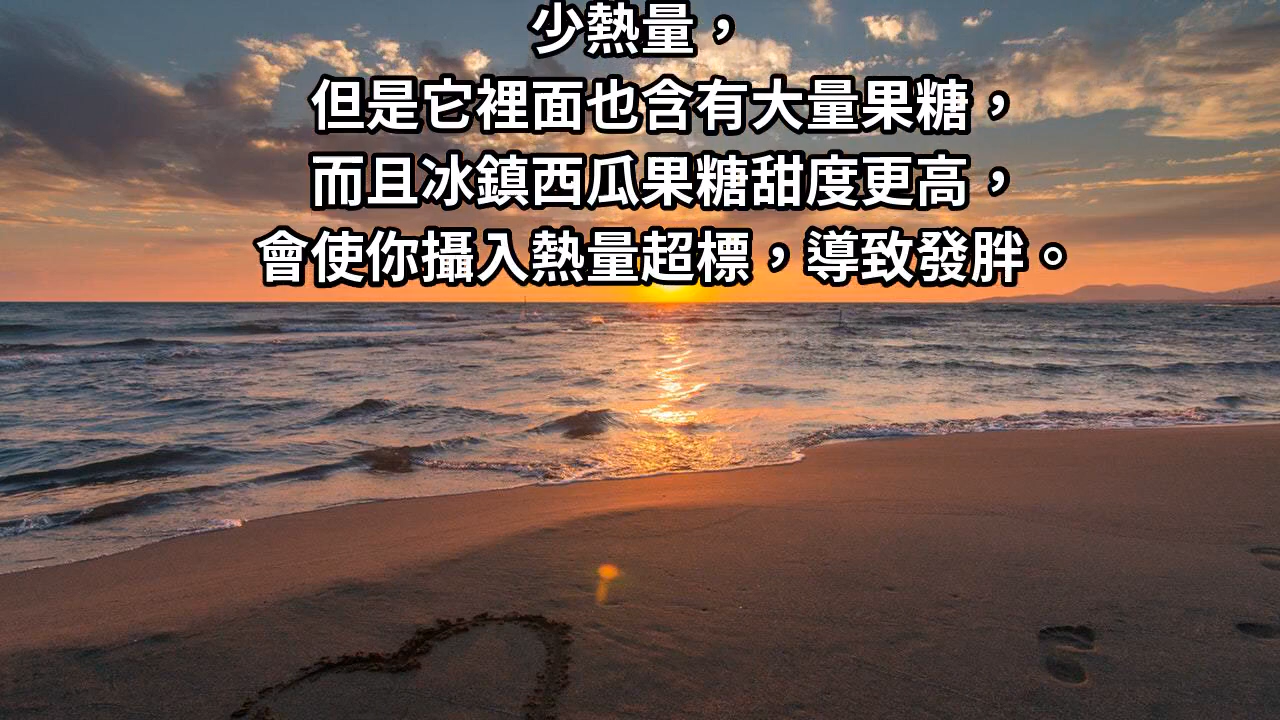 少熱量，
但是它裡面也含有大量果糖，
而且冰鎮西瓜果糖甜度更高，
會使你攝入熱量超標，導致發胖。